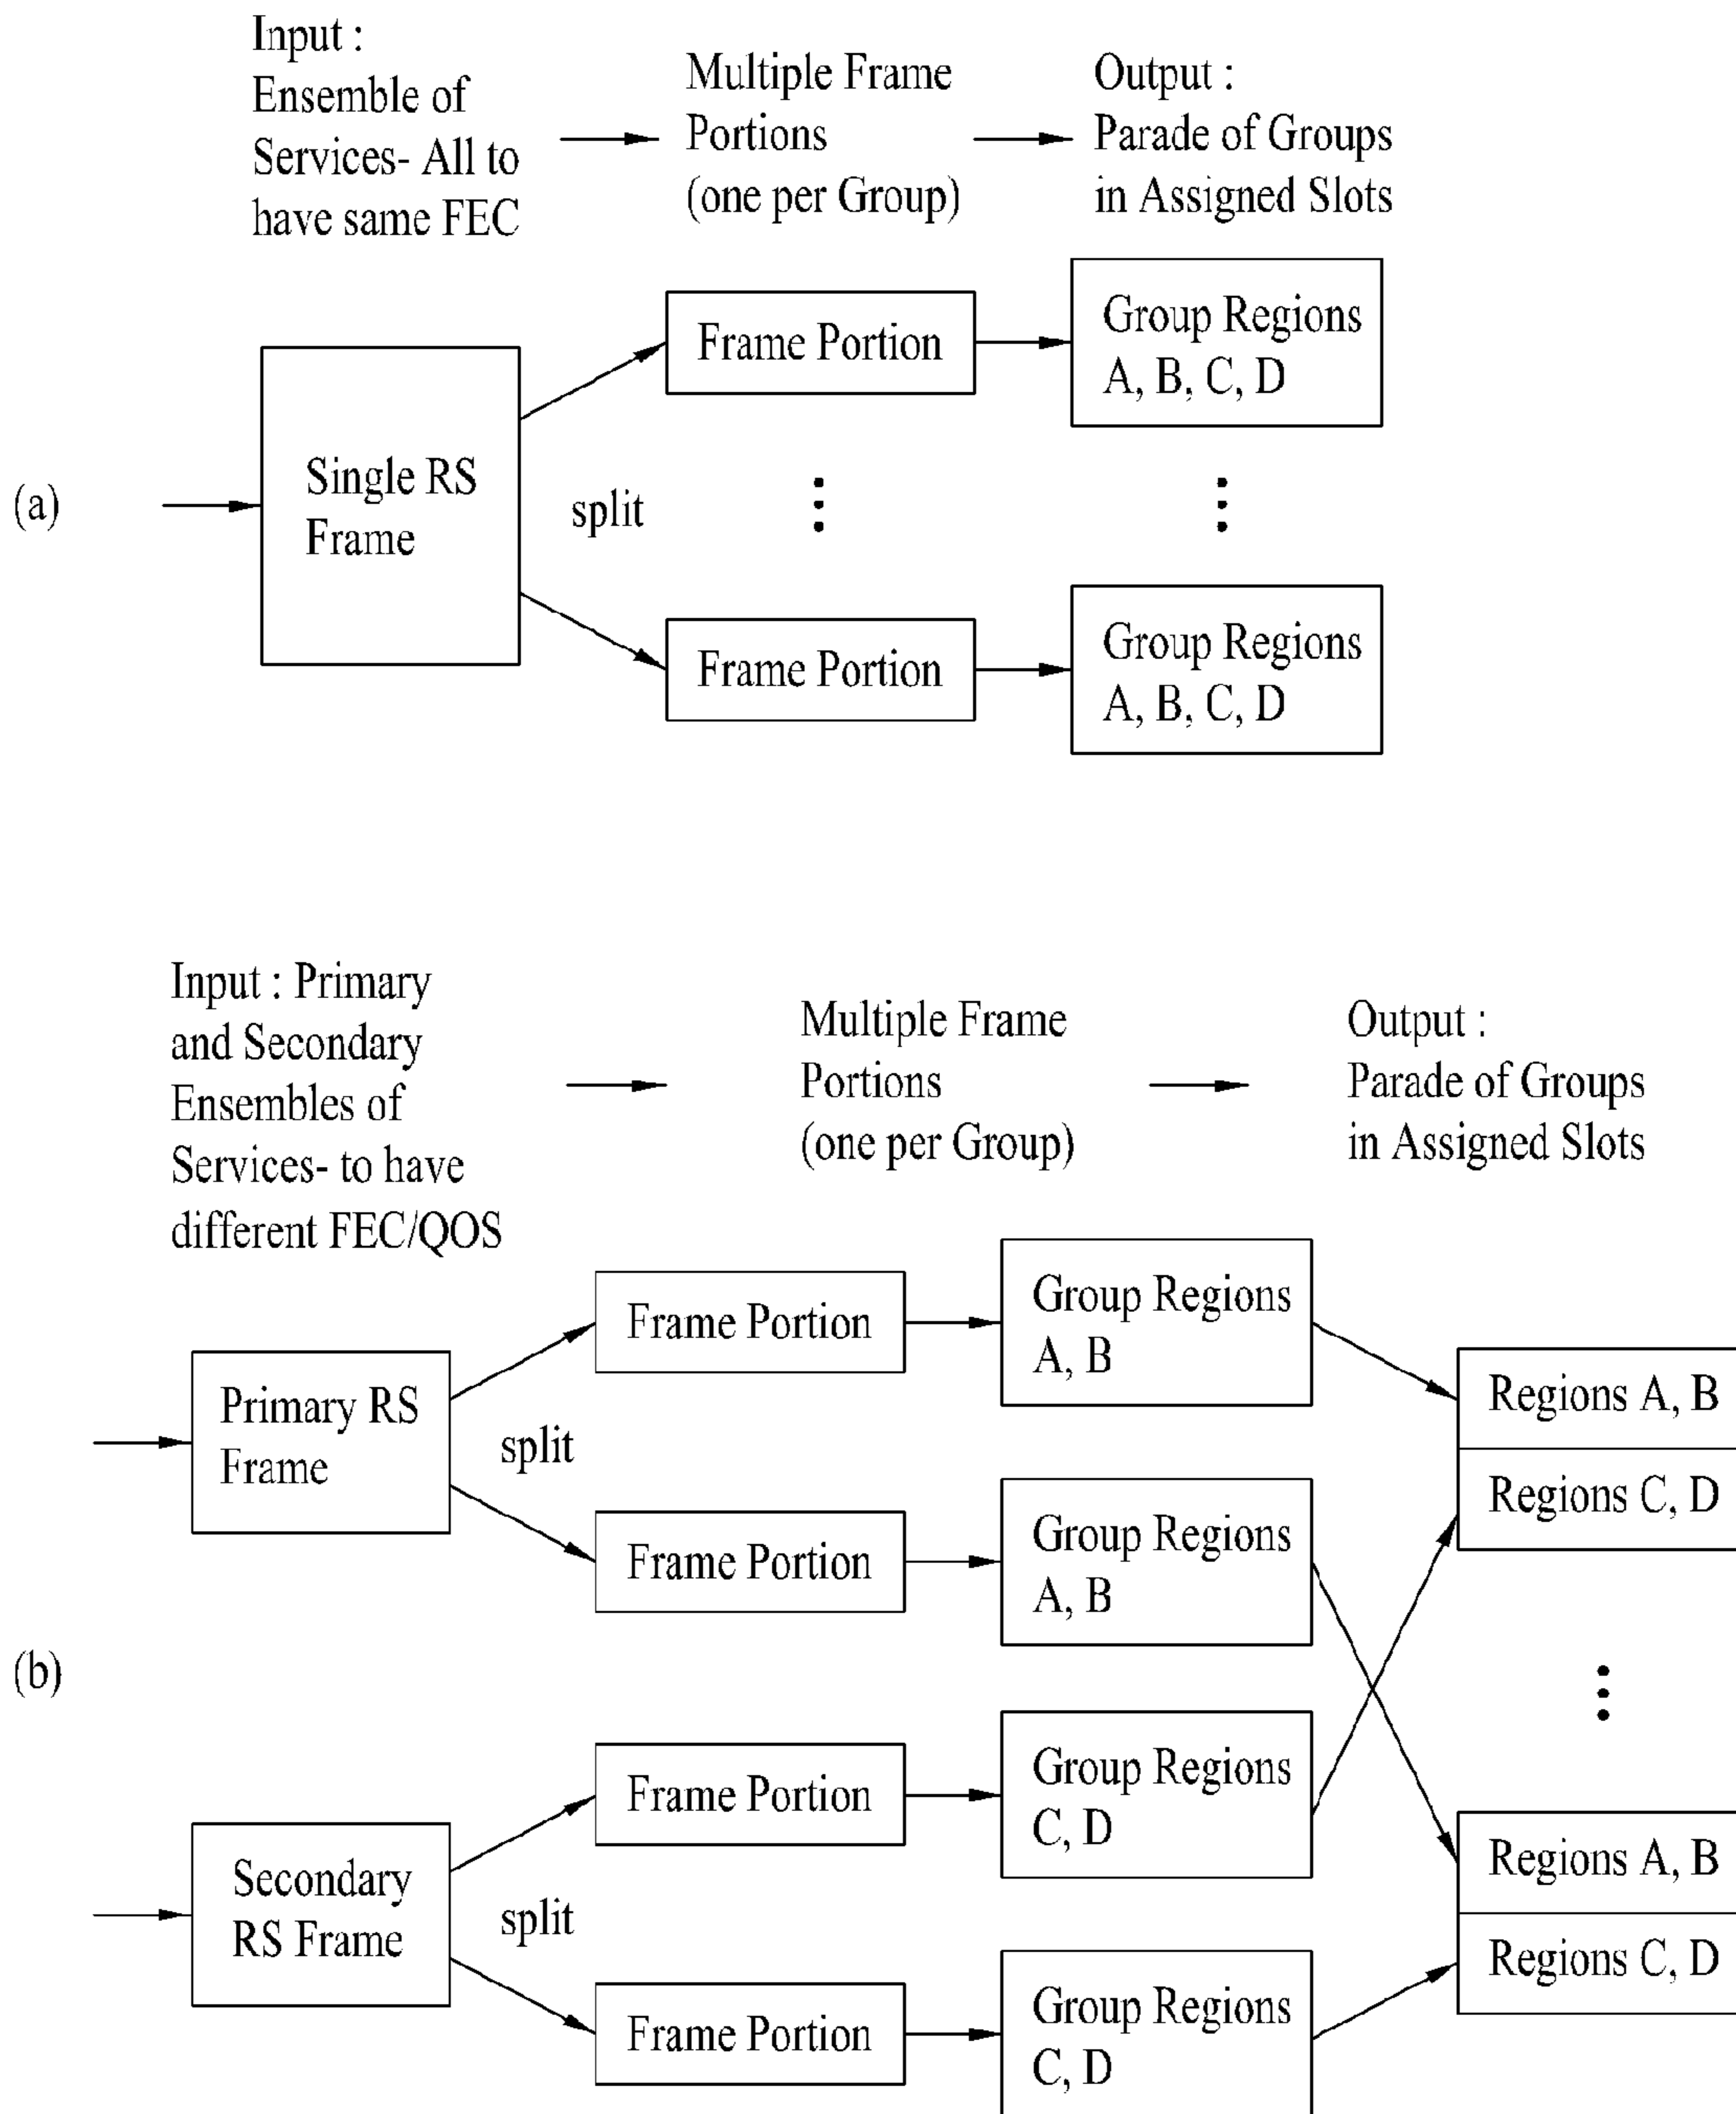 Input :
Ensemble of
Services- All to
have same FEC
Multiple Frame
Portions
(one per Group)
Output :
Parade of Groups
in Assigned Slots
(a)
Single RS
Frame
split
Frame Portion
Group Regions
A, B, C, D
Frame Portion
Group Regions
A, B, C, D
Input : Primary
and Secondary
Ensembles of
Services- to have
different FEC/QOS
Multiple Frame
Portions
(one per Group)
Output :
Parade of Groups
in Assigned Slots
(b)
Primary RS
Frame
split
Frame Portion
Group Regions
A, B
Frame Portion
Group Regions
A, B
Regions A, B
Regions C, D
Secondary
RS Frame
split
Frame Portion
Group Regions
C, D
Frame Portion
Group Regions
C, D
Regions A, B
Regions C, D